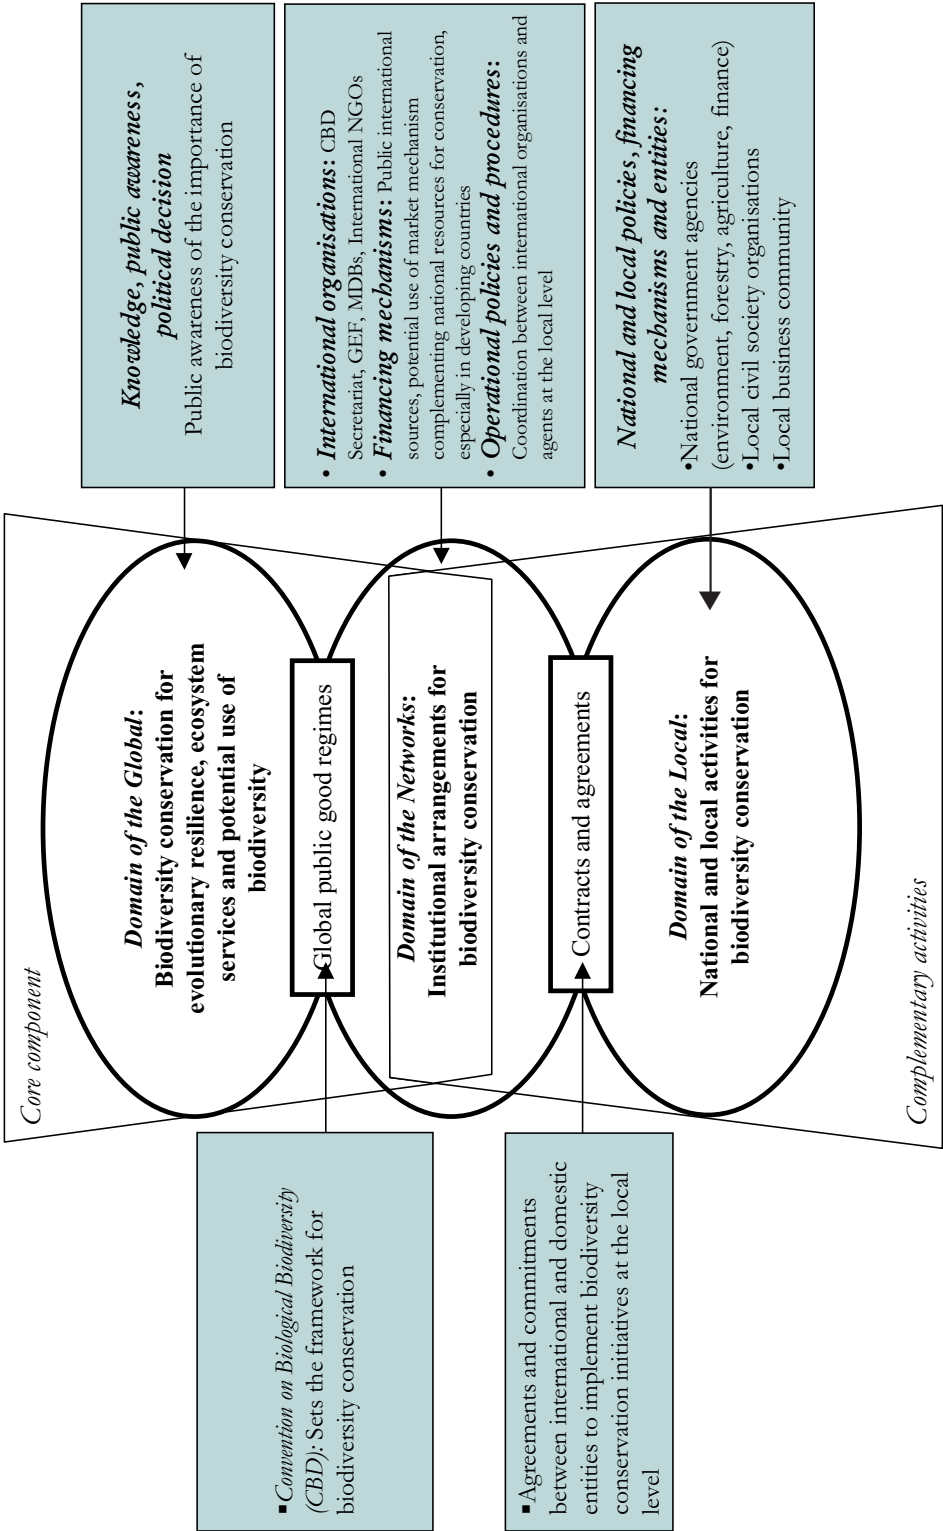 Core component
Domain of the Global:
Biodiversity conservation for
evolutionary resilience, ecosystem
services and potential use of
biodiversity
Global public good regimes
Domain of the Networks:
Institutional arrangements for
biodiversity conservation
Contracts and agreements
Domain of the Local:
National and local activities for
biodiversity conservation
Complementary activities
▪Convention on Biological Biodiversity
(CBD): Sets the framework for
biodiversity conservation
▪Agreements and commitments
between international and domestic
entities to implement biodiversity
conservation initiatives at the local
level
Knowledge, public awareness,
political decision
Public awareness of the importance of
biodiversity conservation
• International organisations: CBD
Secretariat, GEF, MDBs, International NGOs
• Financing mechanisms: Public international
sources, potential use of market mechanism
complementing national resources for conservation,
especially in developing countries
• Operational policies and procedures:
Coordination between international organisations and
agents at the local level
National and local policies, financing
mechanisms and entities:
•National government agencies
(environment, forestry, agriculture, finance)
•Local civil society organisations
•Local business community